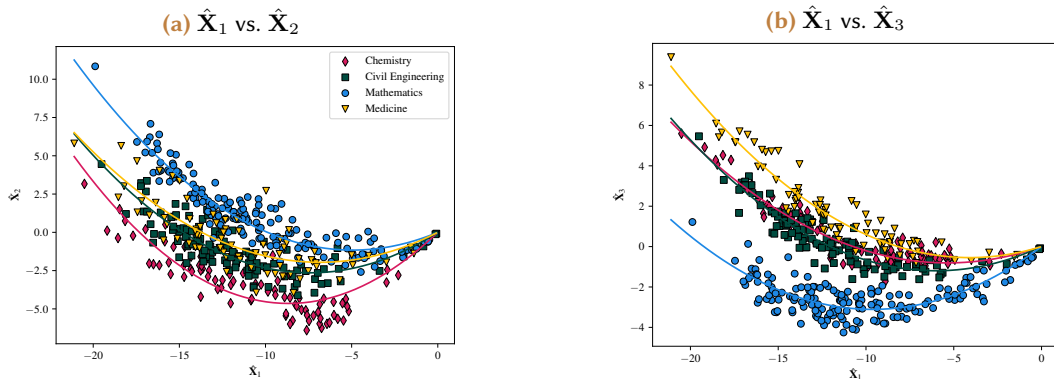 (a) X̂₁ vs. X̂₂
10.0
7.5
5.0
2.5
0.0
−2.5
−5.0
X̂₂
Chemistry
Civil Engineering
Mathematics
Medicine
−20 −15 −10 −5 0
X̂₁
(b) X̂₁ vs. X̂₃
8
6
4
2
0
−2
−4
X̂₃
−20 −15 −10 −5 0
X̂₁